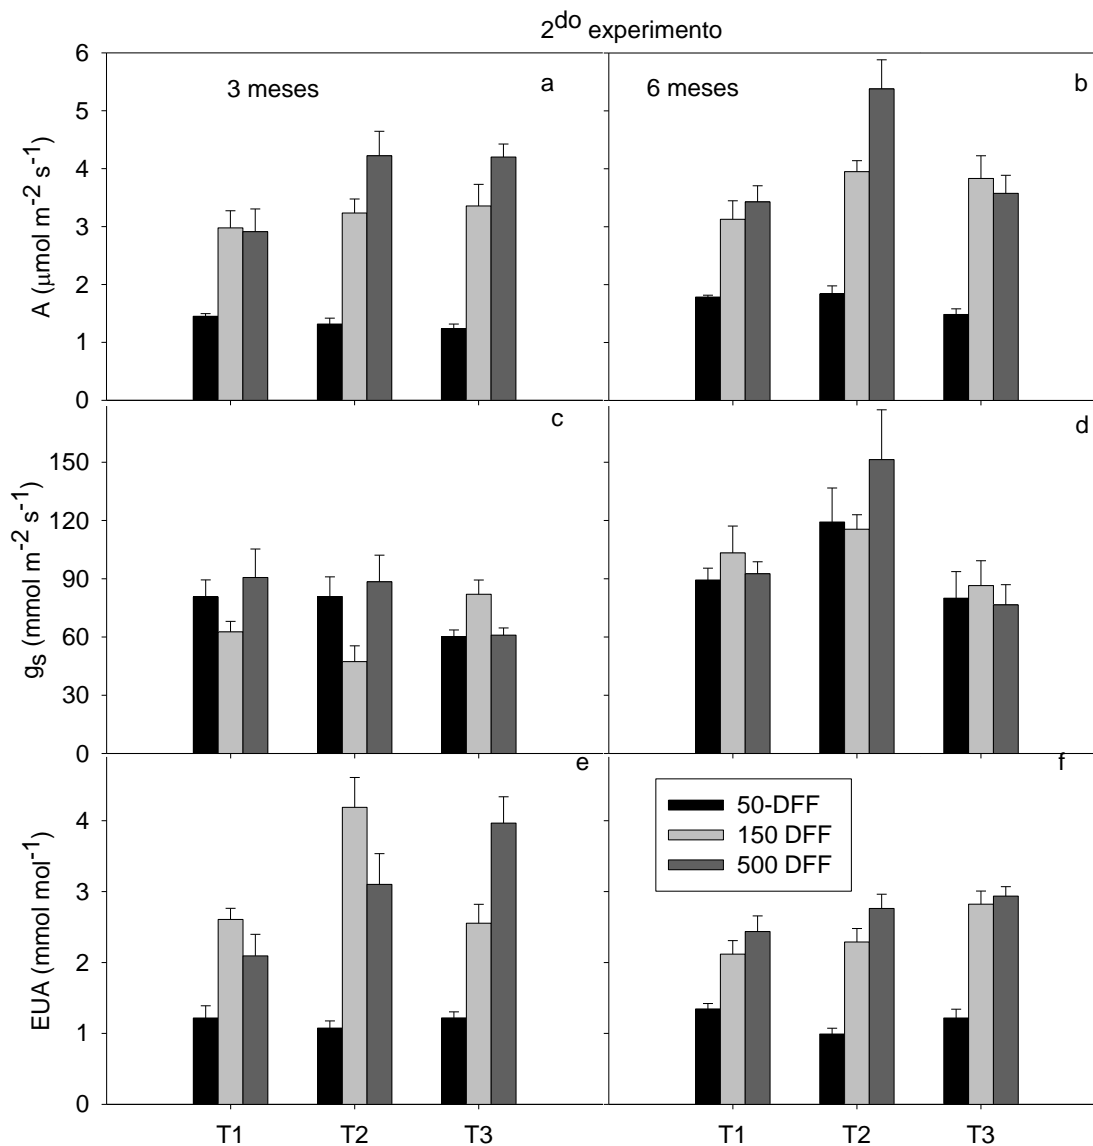 2do experimento
a
3 meses
b
6 meses
A (μmol m-2 s-1)
6
5
4
3
2
1
0
c
d
gs (mmol m-2 s-1)
150
120
90
60
30
0
e
f
EUA (mmol mol-1)
4
3
2
1
0
50-DFF
150 DFF
500 DFF
T1 T2 T3 T1 T2 T3